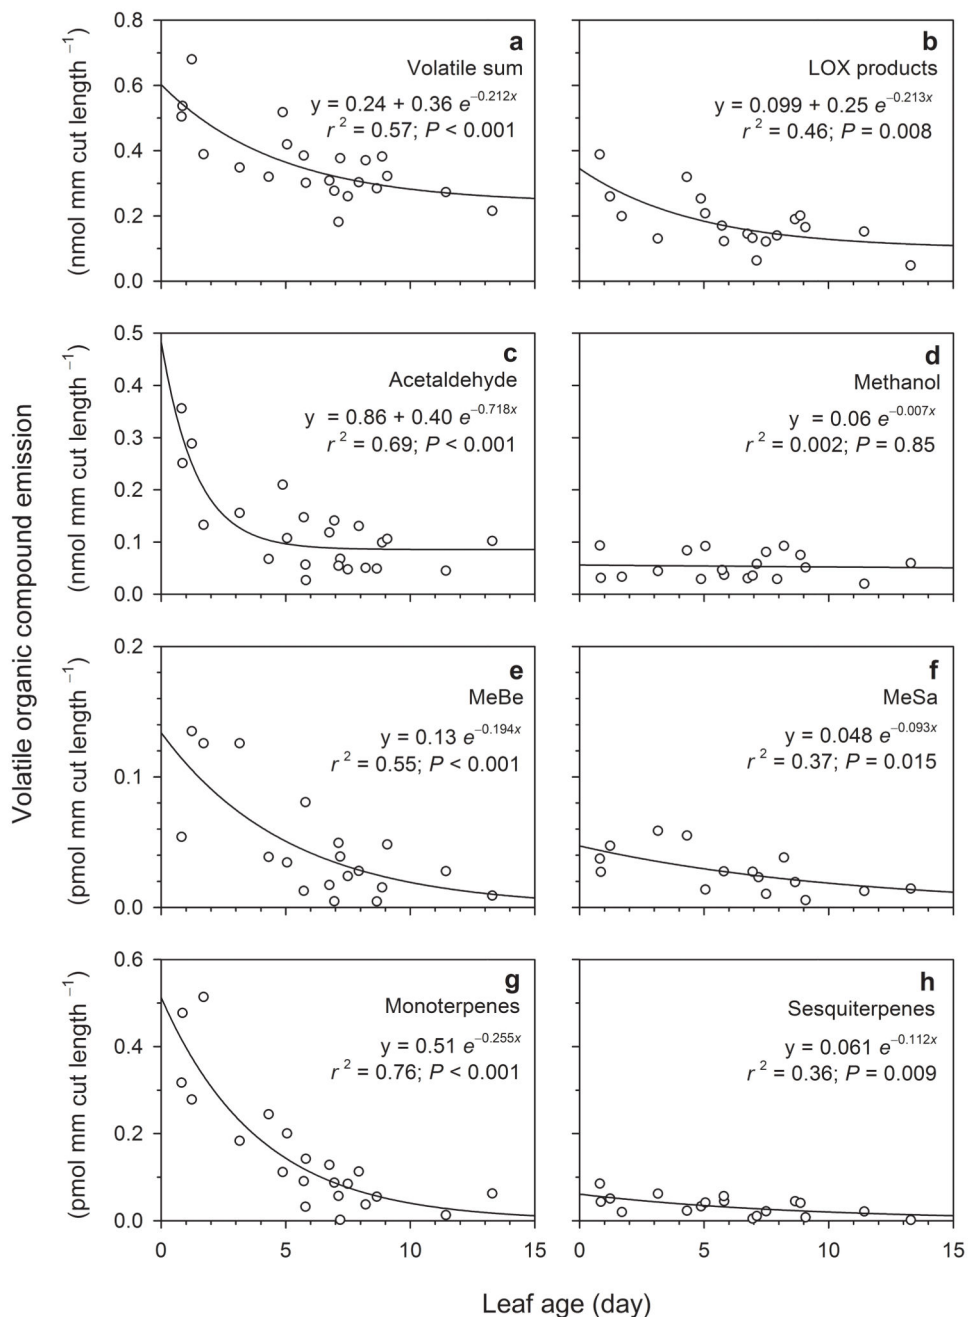 Volatile organic compound emission
(nmol mm cut length −1)
0.8
0.6
0.4
0.2
0.0
a
Volatile sum
y = 0.24 + 0.36 e−0.212x
r 2 = 0.57; P < 0.001
b
LOX products
y = 0.099 + 0.25 e−0.213x
r 2 = 0.46; P = 0.008
(nmol mm cut length −1)
0.5
0.4
0.3
0.2
0.1
0.0
c
Acetaldehyde
y = 0.86 + 0.40 e−0.718x
r 2 = 0.69; P < 0.001
d
Methanol
y = 0.06 e−0.007x
r 2 = 0.002; P = 0.85
(pmol mm cut length −1)
0.2
0.1
0.0
e
MeBe
y = 0.13 e−0.194x
r 2 = 0.55; P < 0.001
f
MeSa
y = 0.048 e−0.093x
r 2 = 0.37; P = 0.015
(pmol mm cut length −1)
0.6
0.4
0.2
0.0
g
Monoterpenes
y = 0.51 e−0.255x
r 2 = 0.76; P < 0.001
h
Sesquiterpenes
y = 0.061 e−0.112x
r 2 = 0.36; P = 0.009
0 5 10 15
0 5 10 15
Leaf age (day)